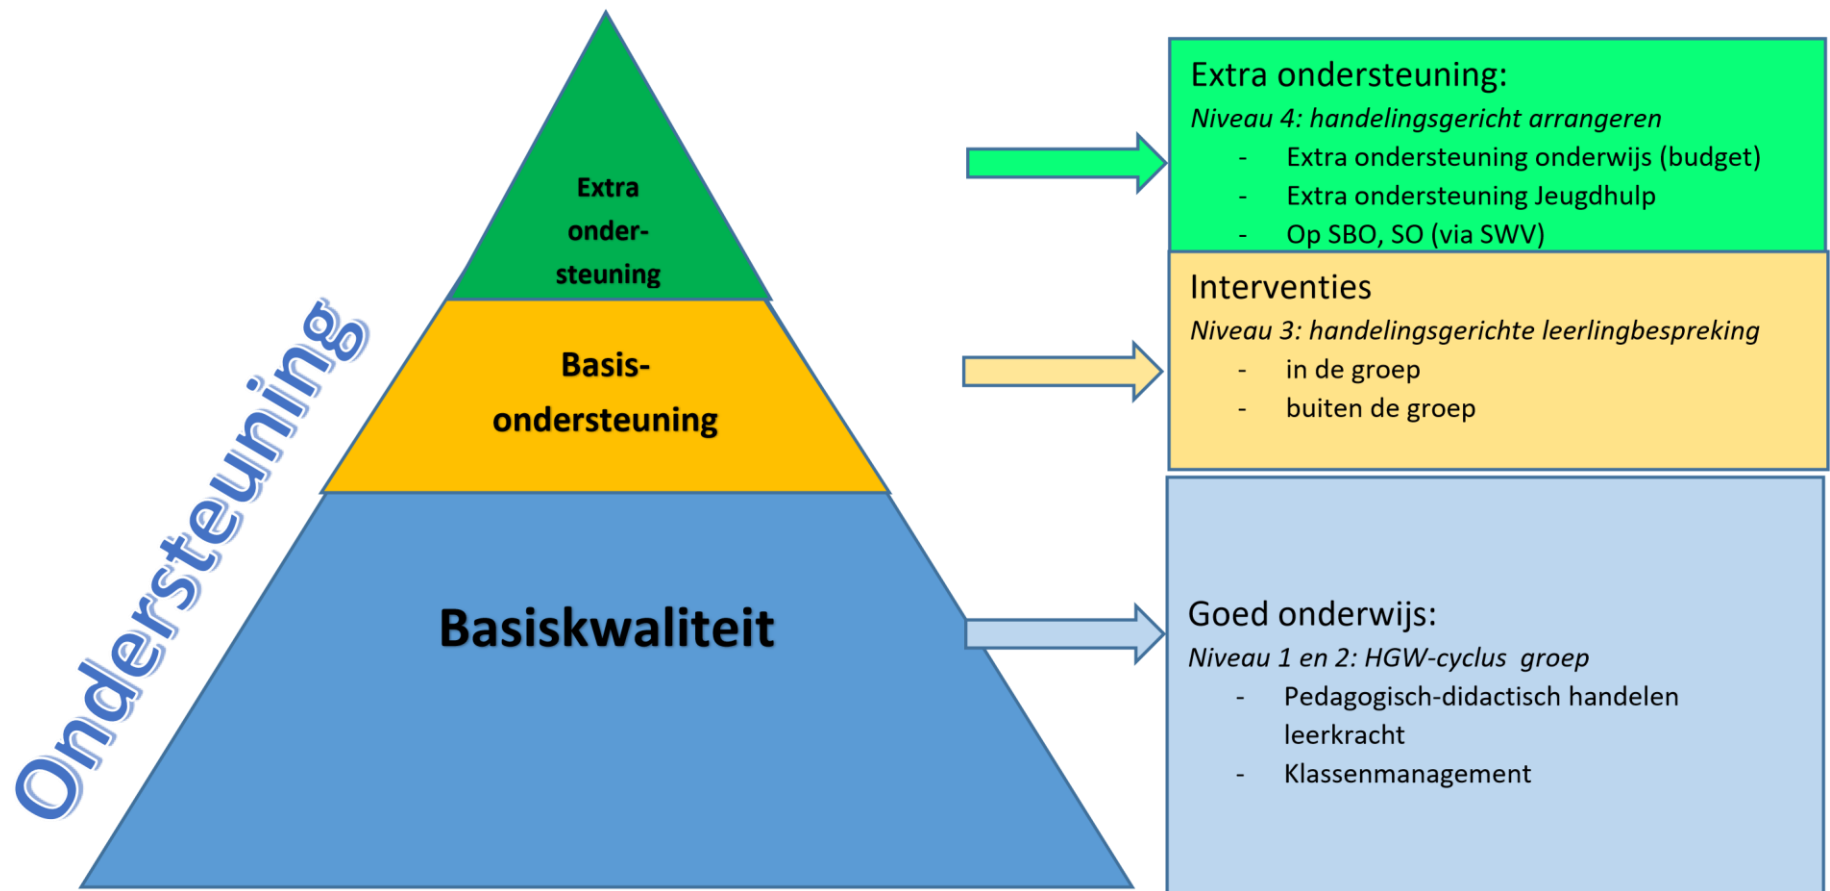 Ondersteuning
Extra
onder-
steuning
Basis-
ondersteuning
Basiskwaliteit
Extra ondersteuning:
Niveau 4: handelingsgericht arrangeren
- Extra ondersteuning onderwijs (budget)
- Extra ondersteuning Jeugdhulp
- Op SBO, SO (via SWV)
Interventies
Niveau 3: handelingsgerichte leerlingbespreking
- in de groep
- buiten de groep
Goed onderwijs:
Niveau 1 en 2: HGW-cyclus  groep
- Pedagogisch-didactisch handelen
leerkracht
- Klassenmanagement